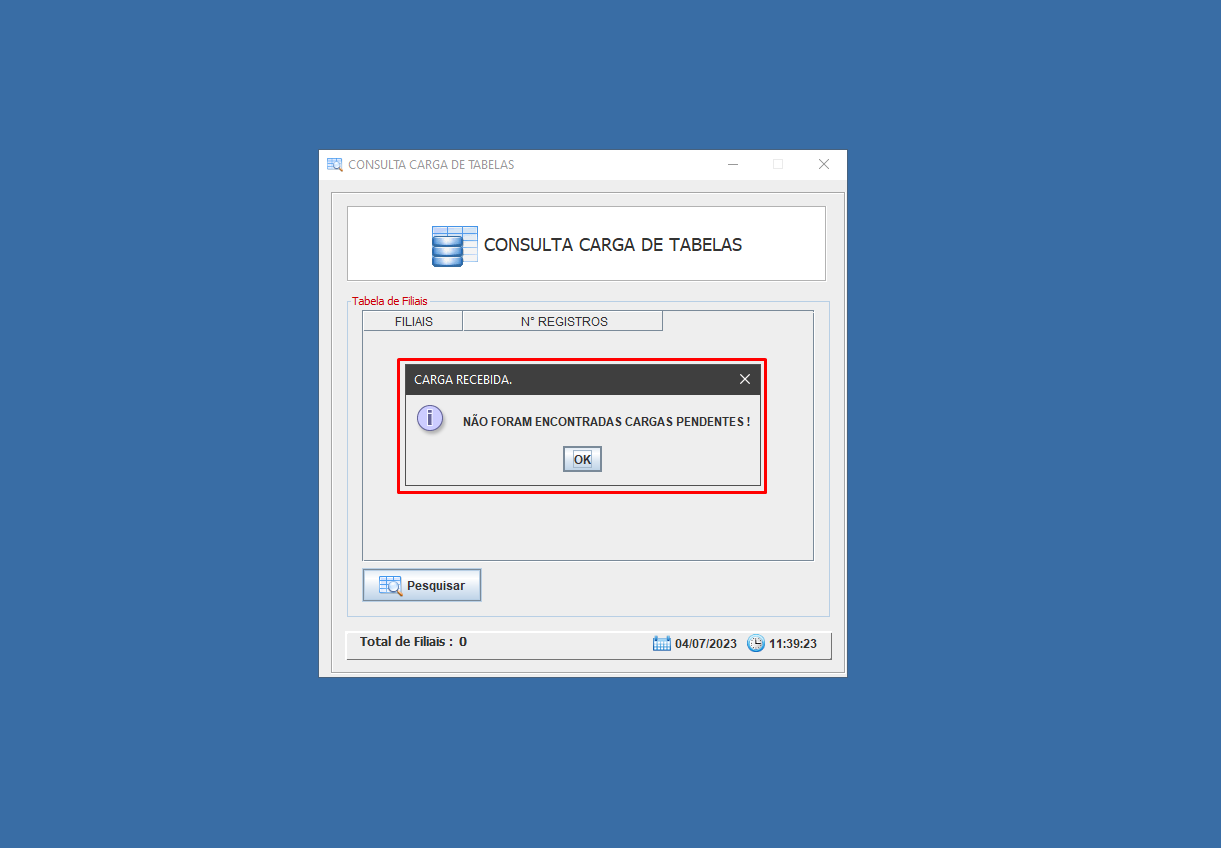 CONSULTA CARGA DE TABELAS
CONSULTA CARGA DE TABELAS
Tabela de Filiais
FILIAIS N° REGISTROS
CARGA RECEBIDA.
NÃO FORAM ENCONTRADAS CARGAS PENDENTES !
OK
Pesquisar
Total de Filiais : 0 04/07/2023 11:39:23